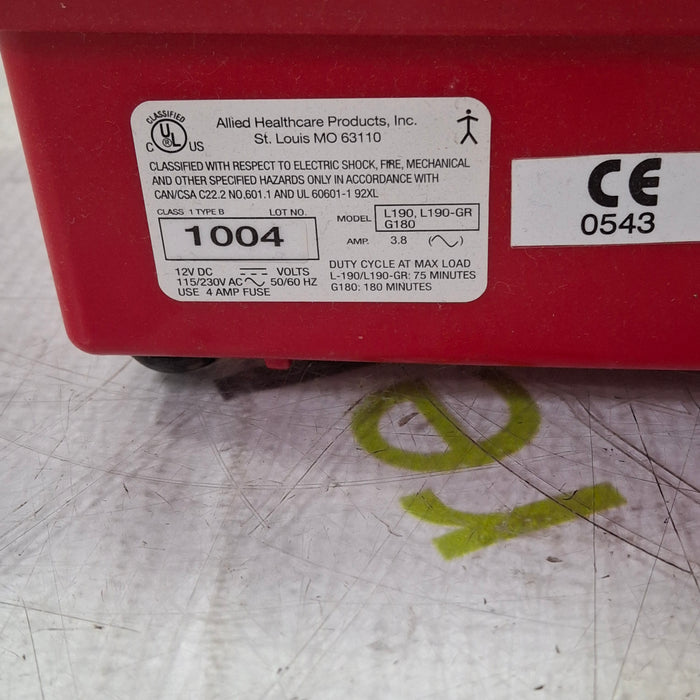 CLASSIFIED
C UL ® US
Allied Healthcare Products, Inc.
St. Louis MO 63110
CLASSIFIED WITH RESPECT TO ELECTRIC SHOCK, FIRE, MECHANICAL
AND OTHER SPECIFIED HAZARDS ONLY IN ACCORDANCE WITH
CAN/CSA C22.2 NO,601.1 AND UL 60601-1 92XL
CLASS 1 TYPE B LOT NO.
1004
MODEL L190, L190-GR
G180
AMP. 3.8
12V DC VOLTS
115/230V AC 50/60 HZ
USE 4 AMP FUSE
DUTY CYCLE AT MAX LOAD
L-190/L190-GR: 75 MINUTES
G180: 180 MINUTES
CE
0543
re